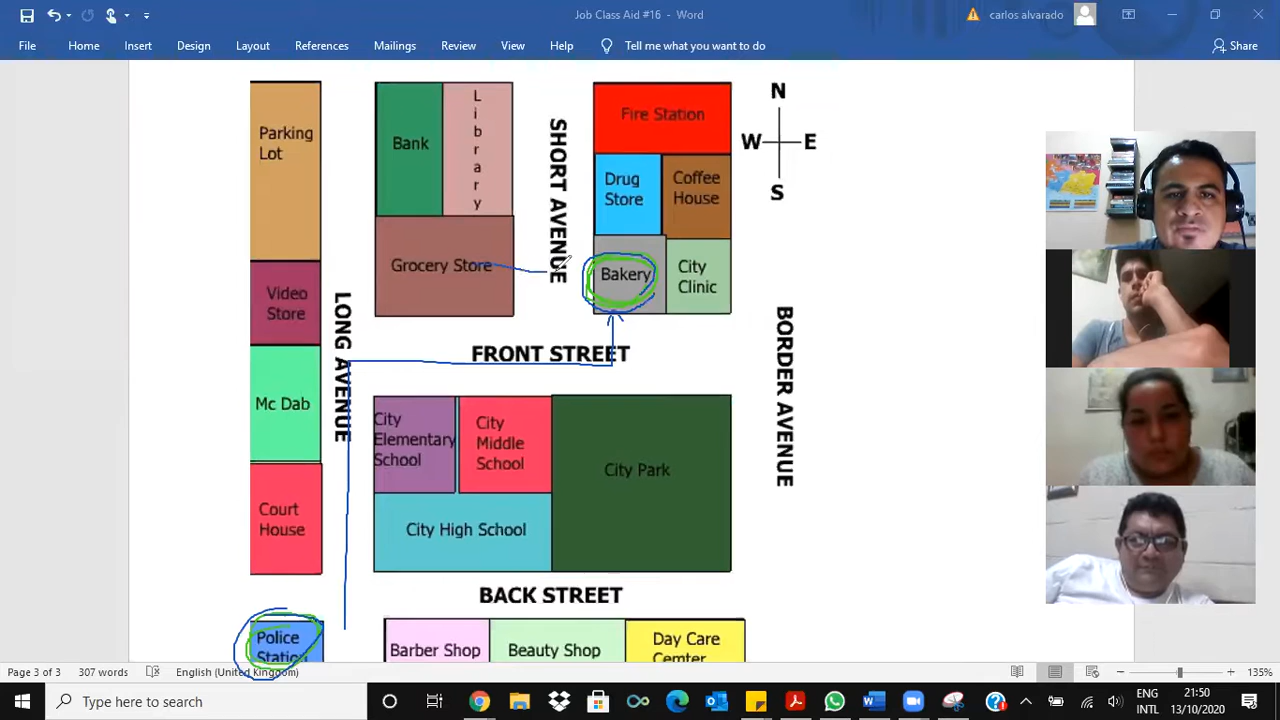 Job Class Aid #16 - Word
carlos alvarado
File
Home
Insert
Design
Layout
References
Mailings
Review
View
Help
Tell me what you want to do
Share
Parking
Lot
Bank
Library
SHORT AVENUE
Fire Station
N
W
E
S
Drug
Store
Coffee
House
Grocery Store
Bakery
City
Clinic
Video
Store
LONG AVENUE
FRONT STREET
BORDER AVENUE
Mc Dab
City
Elementary
School
City
Middle
School
City Park
Court
House
City High School
BACK STREET
Police
Station
Barber Shop
Beauty Shop
Day Care
Cemter
Page 3 of 3
307 words
English (United Kingdom)
135%
Type here to search
ENG
INTL
21:50
13/10/2020